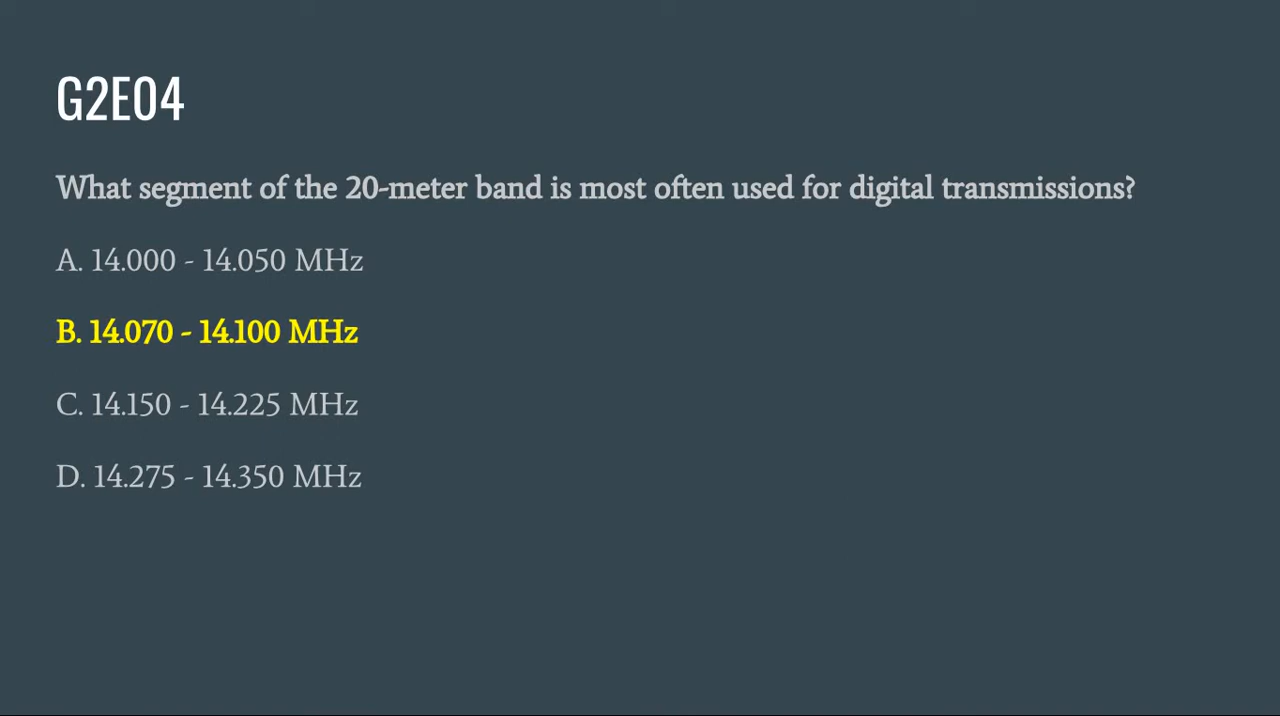 G2E04
What segment of the 20-meter band is most often used for digital transmissions?
A. 14.000 - 14.050 MHz
B. 14.070 - 14.100 MHz
C. 14.150 - 14.225 MHz
D. 14.275 - 14.350 MHz